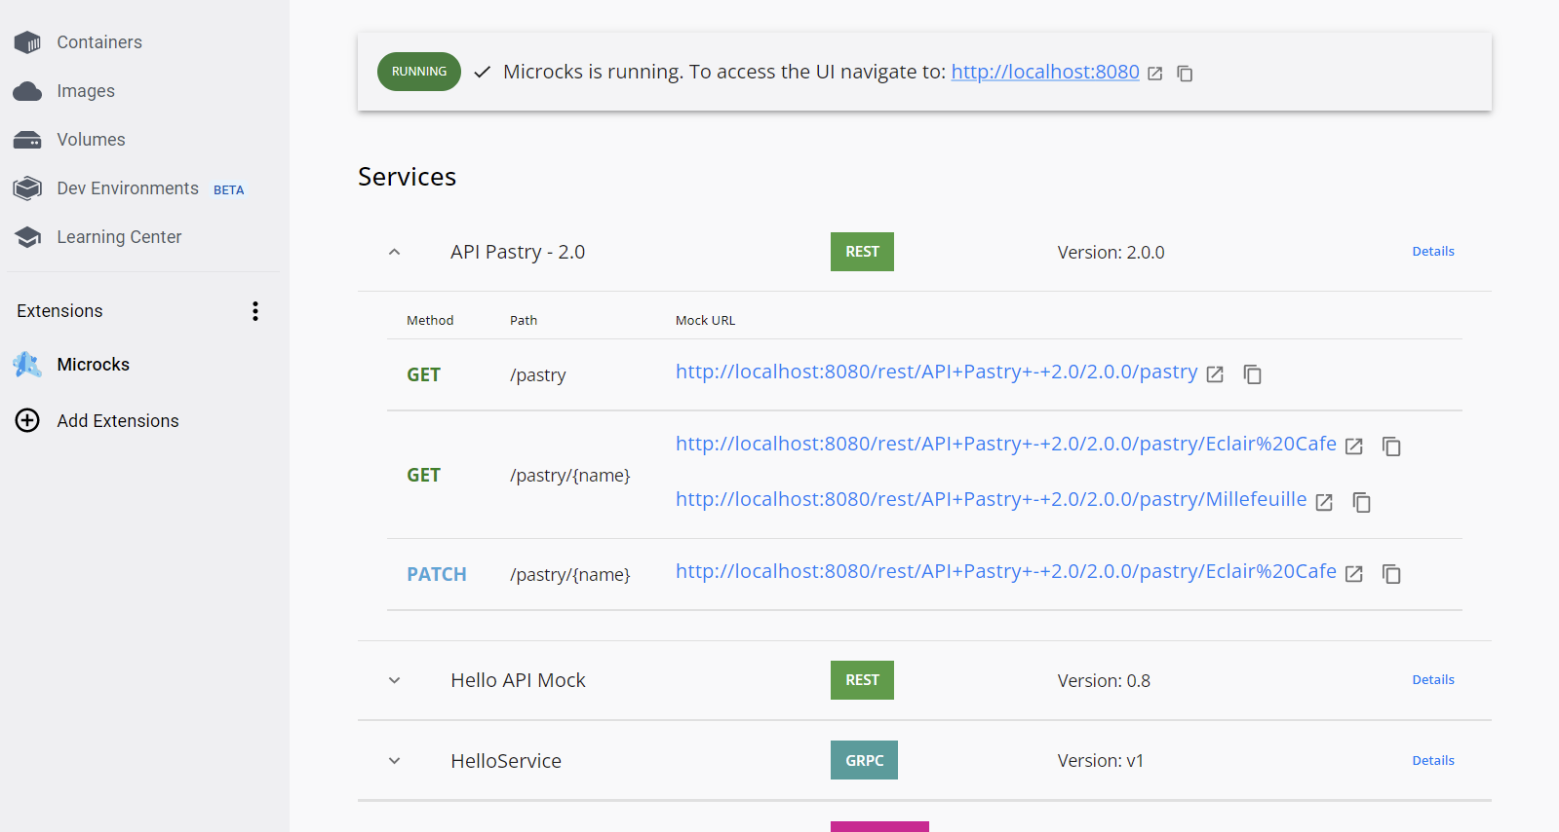 Containers
Images
Volumes
Dev Environments BETA
Learning Center
Extensions
Microcks
Add Extensions
RUNNING Microcks is running. To access the UI navigate to: http://localhost:8080
Services
API Pastry - 2.0 REST Version: 2.0.0 Details
Method Path Mock URL
GET /pastry http://localhost:8080/rest/API+Pastry+-+2.0/2.0.0/pastry
GET /pastry/{name} http://localhost:8080/rest/API+Pastry+-+2.0/2.0.0/pastry/Eclair%20Cafe
http://localhost:8080/rest/API+Pastry+-+2.0/2.0.0/pastry/Millefeuille
PATCH /pastry/{name} http://localhost:8080/rest/API+Pastry+-+2.0/2.0.0/pastry/Eclair%20Cafe
Hello API Mock REST Version: 0.8 Details
HelloService GRPC Version: v1 Details